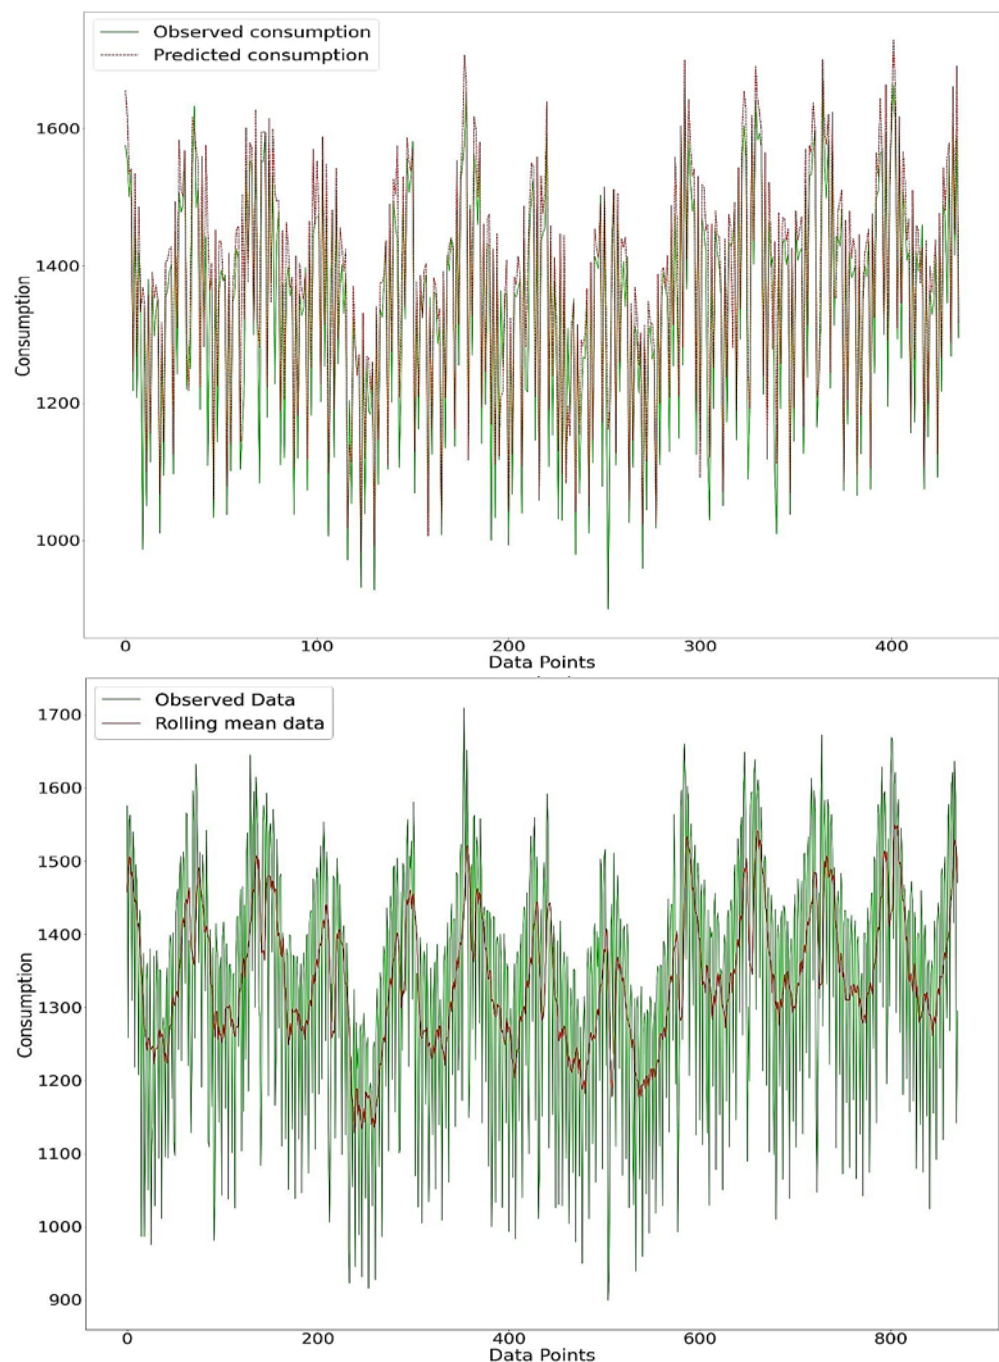 Observed consumption
Predicted consumption
1600
1400
1200
1000
Consumption
0 100 200 300 400
Data Points
Observed Data
Rolling mean data
1700
1600
1500
1400
1300
1200
1100
1000
900
Consumption
0 200 400 600 800
Data Points